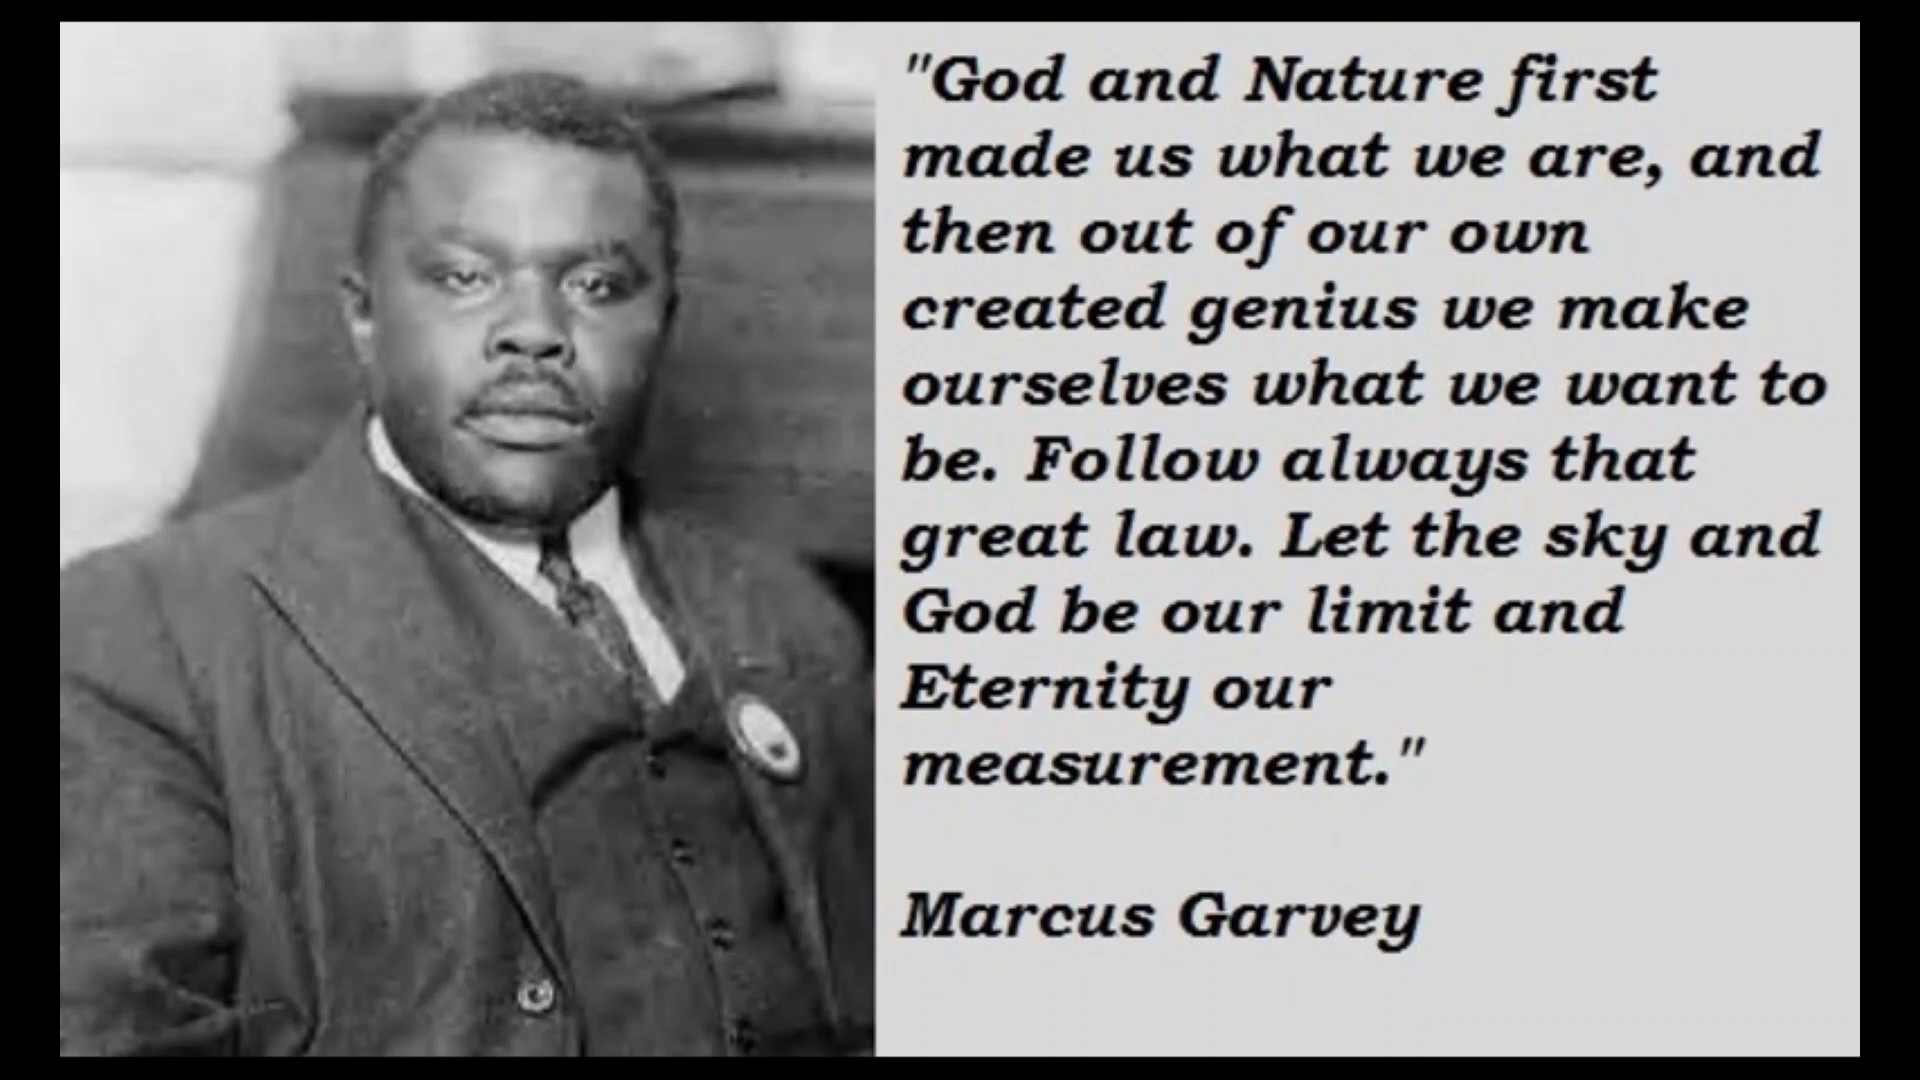 "God and Nature first
made us what we are, and
then out of our own
created genius we make
ourselves what we want to
be. Follow always that
great law. Let the sky and
God be our limit and
Eternity our
measurement."
Marcus Garvey